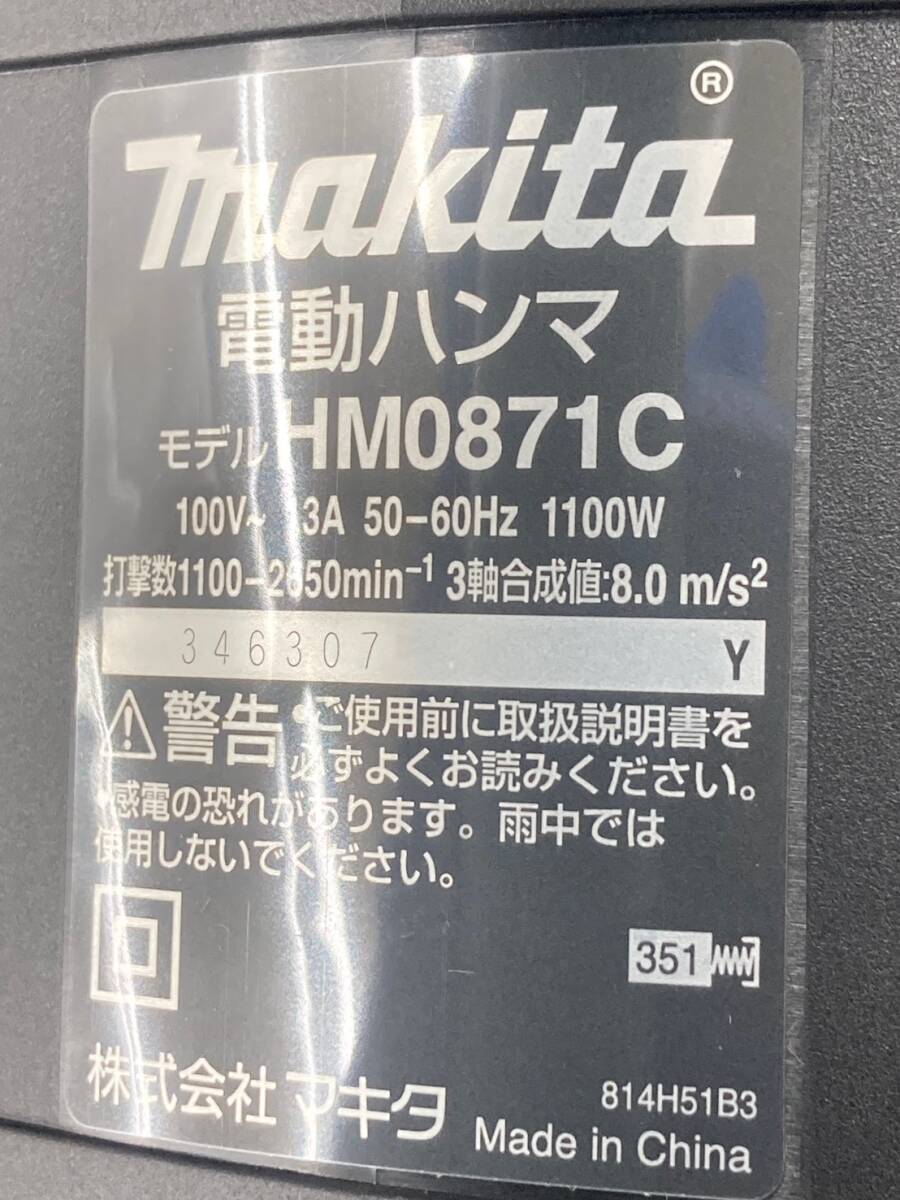 makita®
電動ハンマ
モデル HM0871C
100V~ 3A 50-60Hz 1100W
打撃数1100-2650min⁻¹ 3軸合成値:8.0 m/s²
346307 Y
警告 •ご使用前に取扱説明書を
必ずよくお読みください。
•感電の恐れがあります。雨中では
使用しないでください。
351
株式会社 マキタ
814H51B3
Made in China